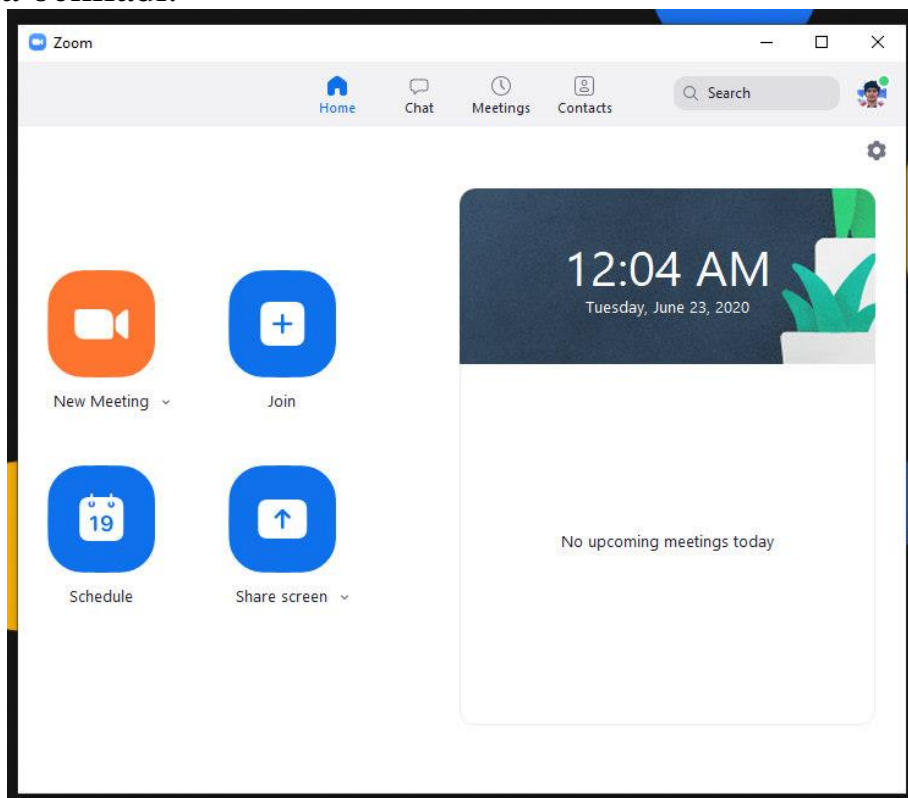 Zoom
Home Chat Meetings Contacts Search
12:04 AM
Tuesday, June 23, 2020
New Meeting Join
19
Schedule Share screen
No upcoming meetings today